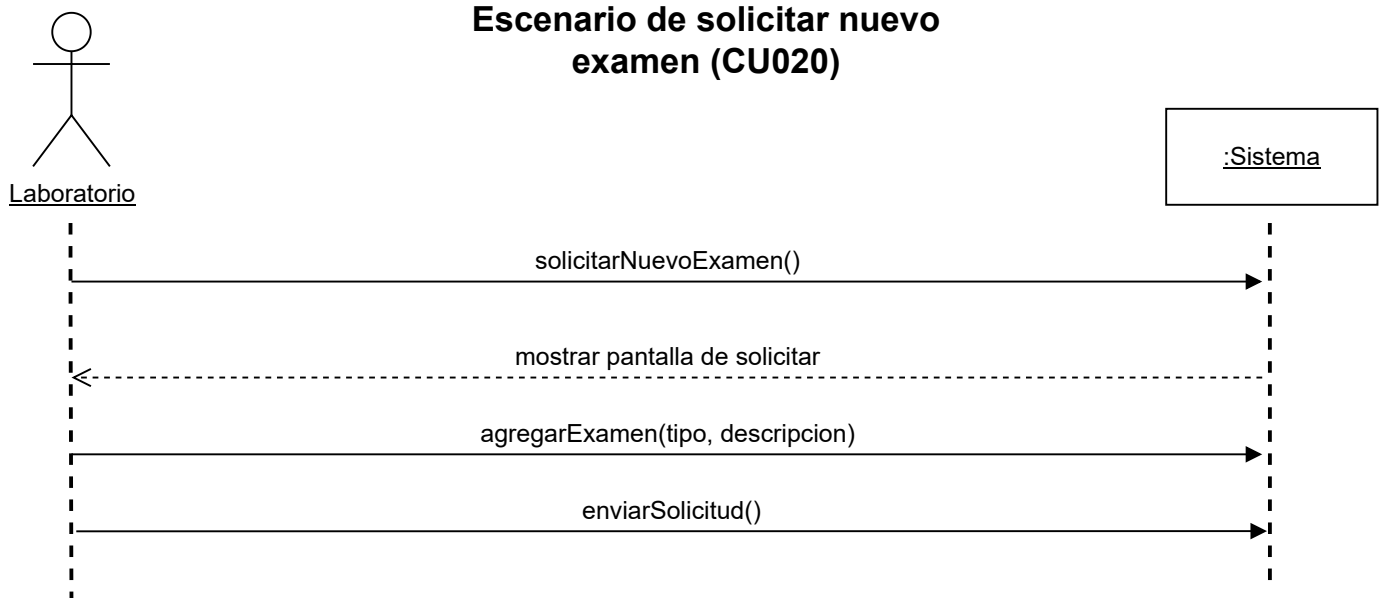 Escenario de solicitar nuevo
examen (CU020)
:Sistema
Laboratorio
solicitarNuevoExamen()
mostrar pantalla de solicitar
agregarExamen(tipo, descripcion)
enviarSolicitud()